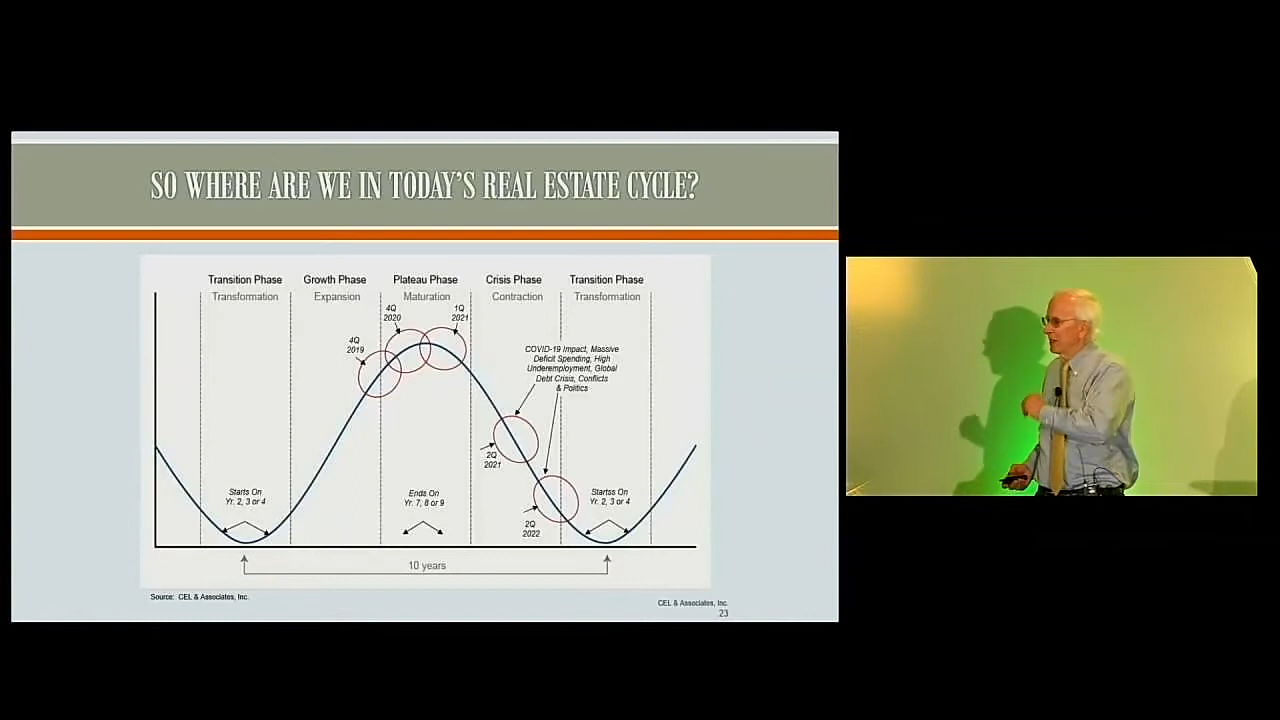 SO WHERE ARE WE IN TODAY'S REAL ESTATE CYCLE?
Transition Phase
Transformation
Growth Phase
Expansion
Plateau Phase
Maturation
Crisis Phase
Contraction
Transition Phase
Transformation
4Q
2019
4Q
2020
1Q
2021
COVID-19 Impact, Massive
Deficit Spending, High
Underemployment, Global
Debt Crisis, Conflicts
& Politics
2Q
2021
2Q
2022
Starts On
Yr. 2, 3 or 4
Ends On
Yr. 7, 8 or 9
Startss On
Yr. 2, 3 or 4
10 years
Source: CEL & Associates, Inc.
CEL & Associates, Inc.
23